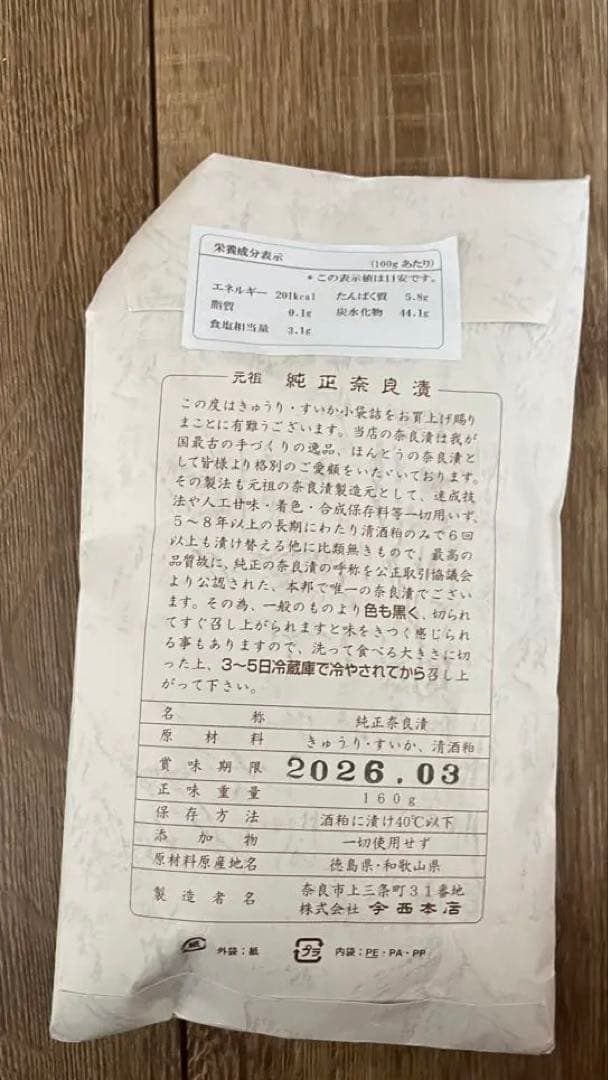 栄養成分表示 (100gあたり)
*この表示値は目安です。
エネルギー 201kcal たんぱく質 5.8g
脂質 0.1g 炭水化物 44.1g
食塩相当量 3.1g
元祖 純正奈良漬
この度はきゅうり・すいか小袋詰をお買上げ賜り
まことに有難うございます。当店の奈良漬は我が
国最古の手づくりの逸品、ほんとうの奈良漬と
して皆様より格別のご愛顧をいたゞいております。
その製法も元祖の奈良漬製造元として、速成技
法や人工甘味・着色・合成保存料等一切用いず、
5~8年以上の長期にわたり清酒粕のみで6回
以上も漬け替える他に比類無きもので、最高の
品質故に、純正の奈良漬の呼称を公正取引協議会
より公認された、本邦で唯一の奈良漬でござい
ます。その為、一般のものより色も黒く、切られ
てすぐ召し上がられますと味をきつく感じられ
る事もありますので、洗って食べる大きさに切
った上、3~5日冷蔵庫で冷やされてから召し上
がって下さい。
名称 純正奈良漬
原材料 きゅうり・すいか、清酒粕
賞味期限 2026.03
正味重量 160g
保存方法 酒粕に漬け40℃以下
添加物 一切使用せず
原材料原産地名 徳島県・和歌山県
製造者名 奈良市上三条町31番地
株式会社 今西本店
紙 外袋:紙 プラ 内袋:PE・PA・PP